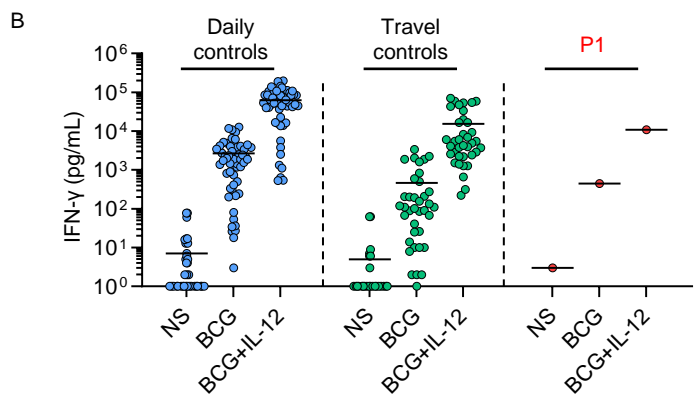 B
Daily
controls
Travel
controls
P1
IFN-γ (pg/mL)
10⁶
10⁵
10⁴
10³
10²
10¹
10⁰
NS
BCG
BCG+IL-12
NS
BCG
BCG+IL-12
NS
BCG
BCG+IL-12